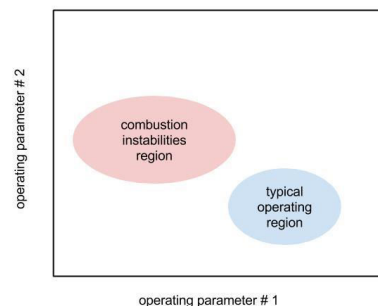 operating parameter # 2
combustion
instabilities
region
typical
operating
region
operating parameter # 1